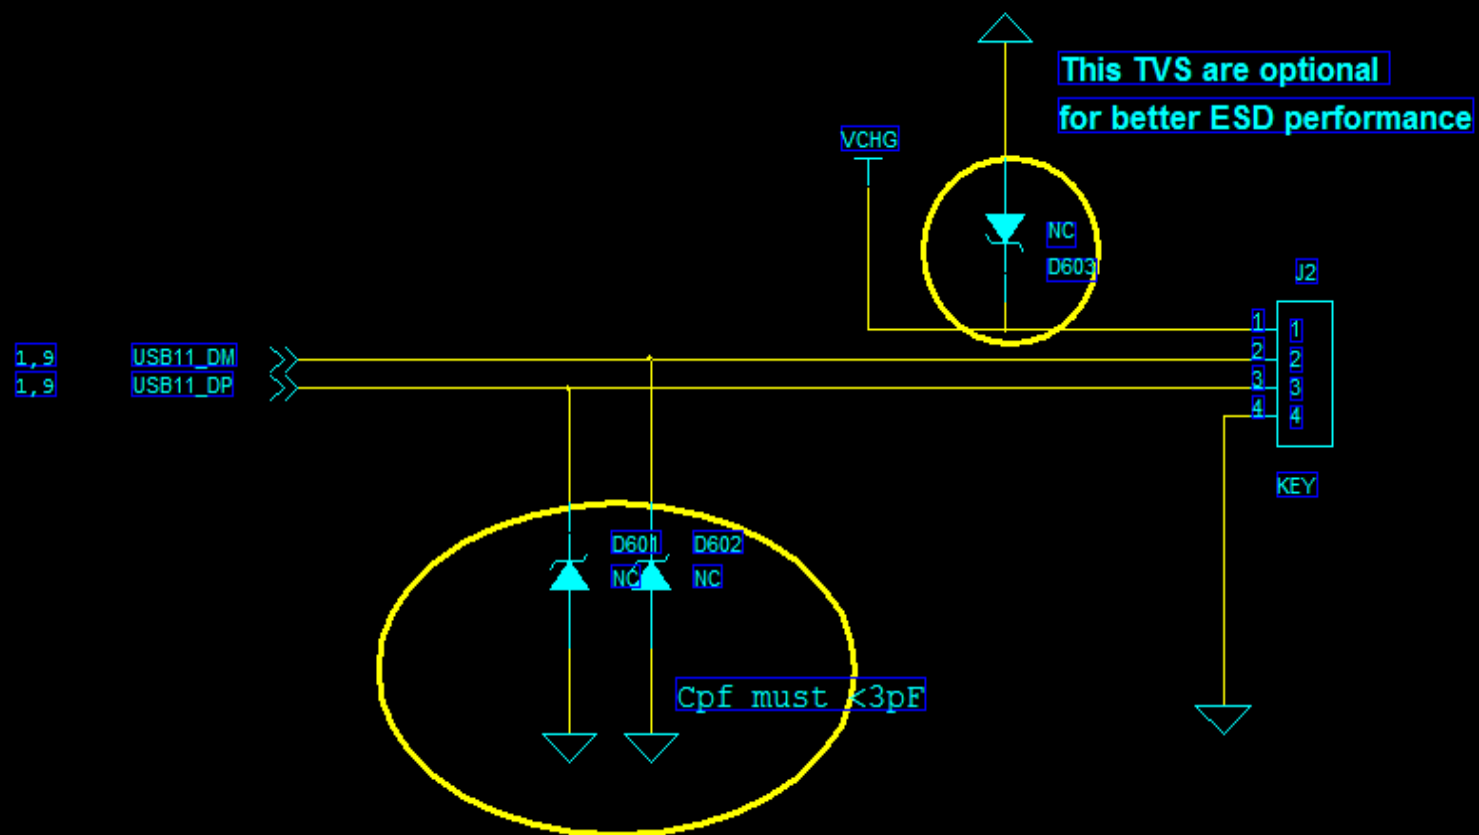 This TVS are optional
for better ESD performance
VCHG
NC
D603
J2
1 1
1,9 USB11_DM 2 2
1,9 USB11_DP 3 3
4 4
KEY
D601 D602
NC NC
Cpf must <3pF